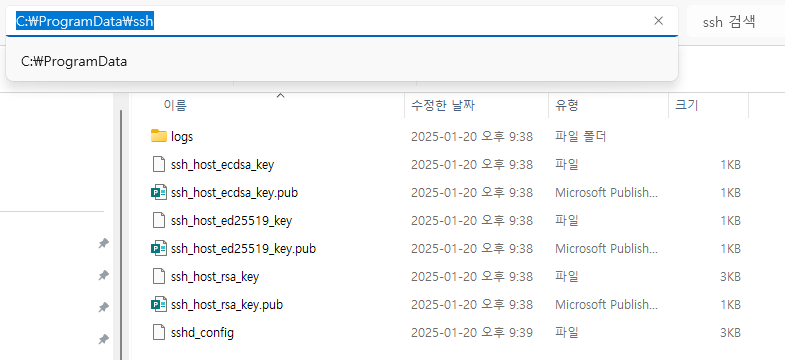 C:₩ProgramData₩ssh
ssh 검색
C:₩ProgramData
이름 수정한 날짜 유형 크기
logs 2025-01-20 오후 9:38 파일 폴더
ssh_host_ecdsa_key 2025-01-20 오후 9:38 파일 1KB
ssh_host_ecdsa_key.pub 2025-01-20 오후 9:38 Microsoft Publish... 1KB
ssh_host_ed25519_key 2025-01-20 오후 9:38 파일 1KB
ssh_host_ed25519_key.pub 2025-01-20 오후 9:38 Microsoft Publish... 1KB
ssh_host_rsa_key 2025-01-20 오후 9:38 파일 3KB
ssh_host_rsa_key.pub 2025-01-20 오후 9:38 Microsoft Publish... 1KB
sshd_config 2025-01-20 오후 9:39 파일 3KB